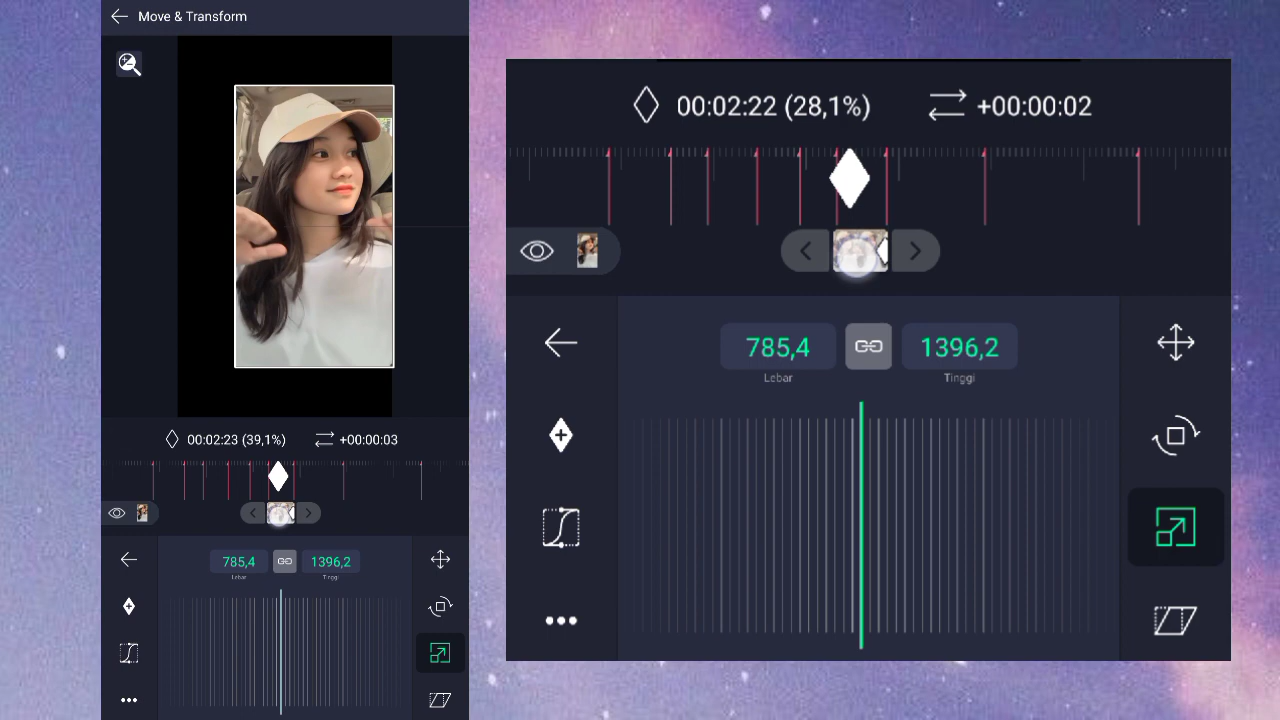 Move & Transform
00:02:23 (39,1%)
+00:00:03
785,4
1396,2
Lebar
Tinggi
00:02:22 (28,1%)
+00:00:02
785,4
1396,2
Lebar
Tinggi